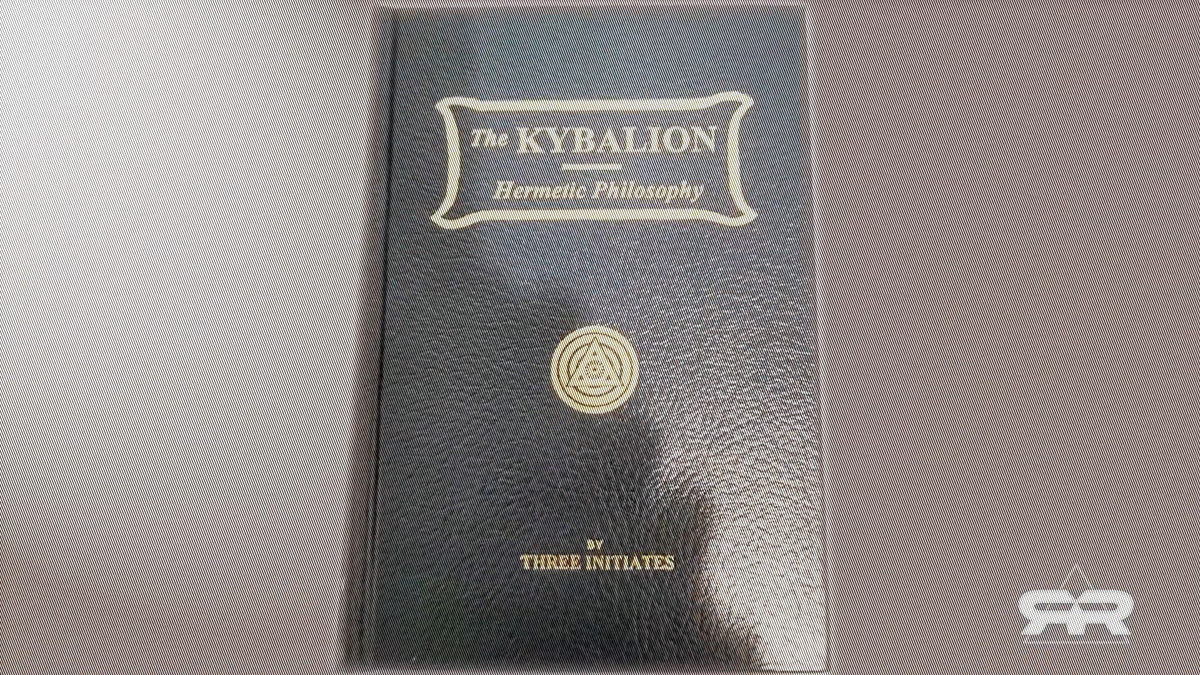 The KYBALION
Hermetic Philosophy
BY
THREE INITIATES